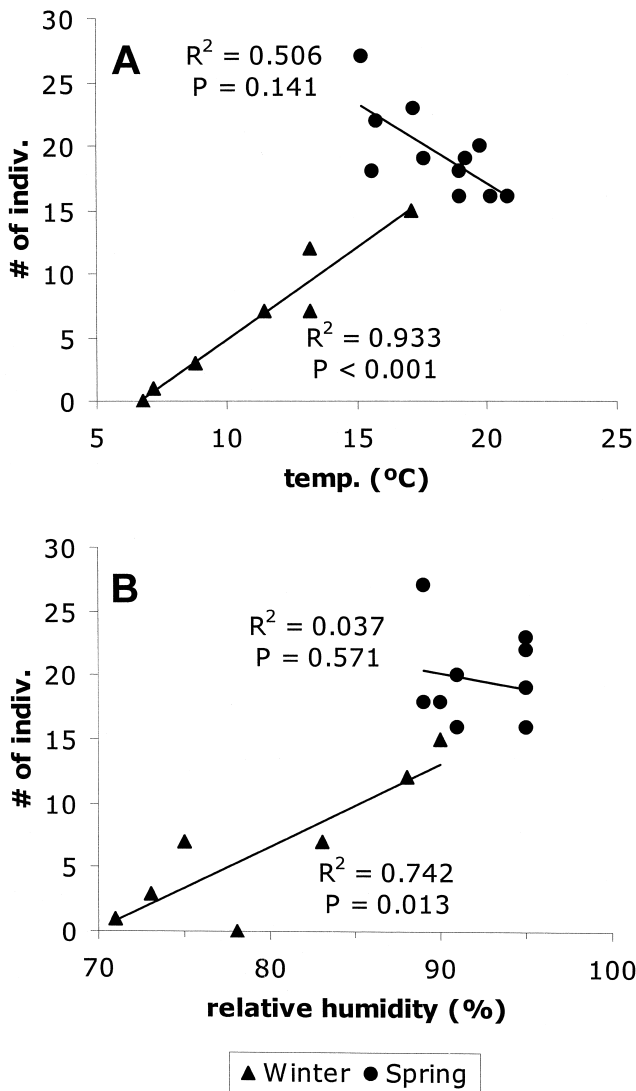 A
R² = 0.506
P = 0.141
30
25
20
15
10
5
0
# of indiv.
R² = 0.933
P < 0.001
5
10
15
20
25
temp. (ºC)
B
R² = 0.037
P = 0.571
30
25
20
15
10
5
0
# of indiv.
R² = 0.742
P = 0.013
70
80
90
100
relative humidity (%)
Winter
Spring